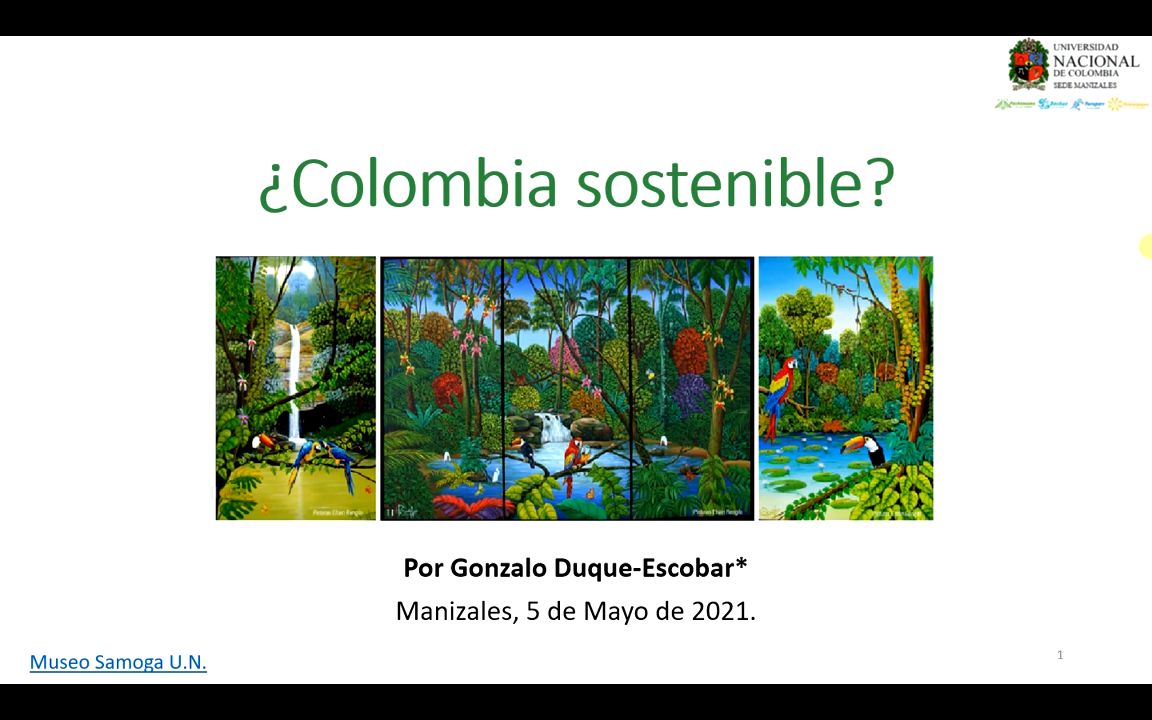 UNIVERSIDAD
NACIONAL
DE COLOMBIA
SEDE MANIZALES
¿Colombia sostenible?
Por Gonzalo Duque-Escobar*
Manizales, 5 de Mayo de 2021.
Museo Samoga U.N.
1